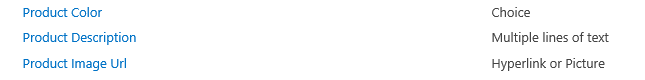 Product Color Choice
Product Description Multiple lines of text
Product Image Url Hyperlink or Picture